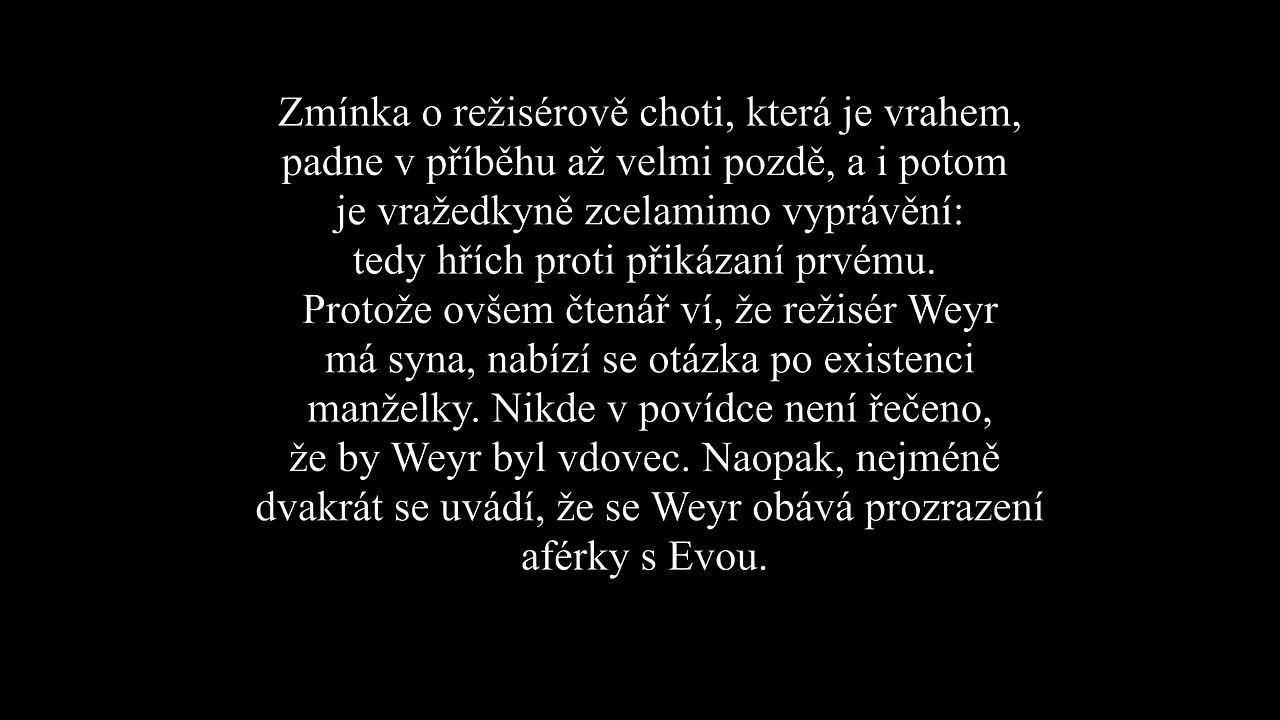 Zmínka o režisérově choti, která je vrahem,
padne v příběhu až velmi pozdě, a i potom
je vražedkyně zcelamimo vyprávění:
tedy hřích proti přikázaní prvému.
Protože ovšem čtenář ví, že režisér Weyr
má syna, nabízí se otázka po existenci
manželky. Nikde v povídce není řečeno,
že by Weyr byl vdovec. Naopak, nejméně
dvakrát se uvádí, že se Weyr obává prozrazení
aférky s Evou.